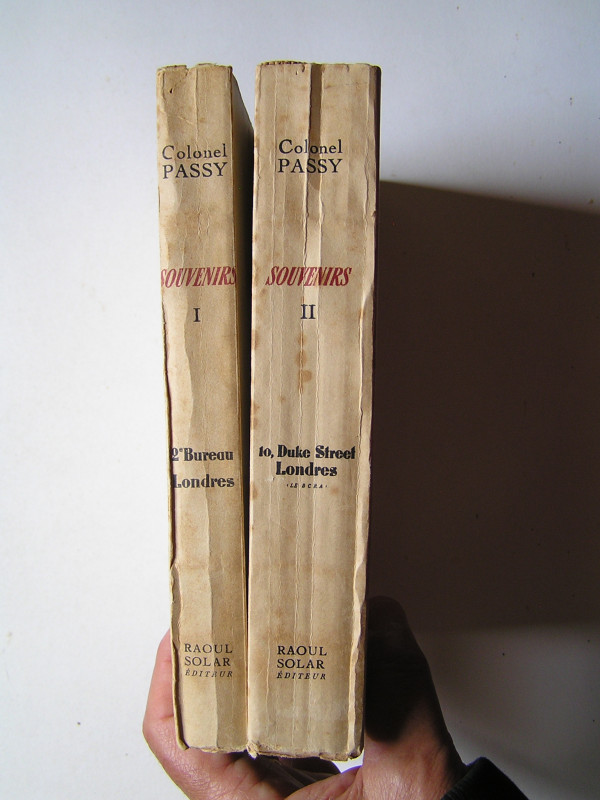 Colonel
PASSY
SOUVENIRS
I
2e Bureau
Londres
RAOUL
SOLAR
ÉDITEUR
Colonel
PASSY
SOUVENIRS
II
10, Duke Street
Londres
(LE BCRA)
RAOUL
SOLAR
ÉDITEUR